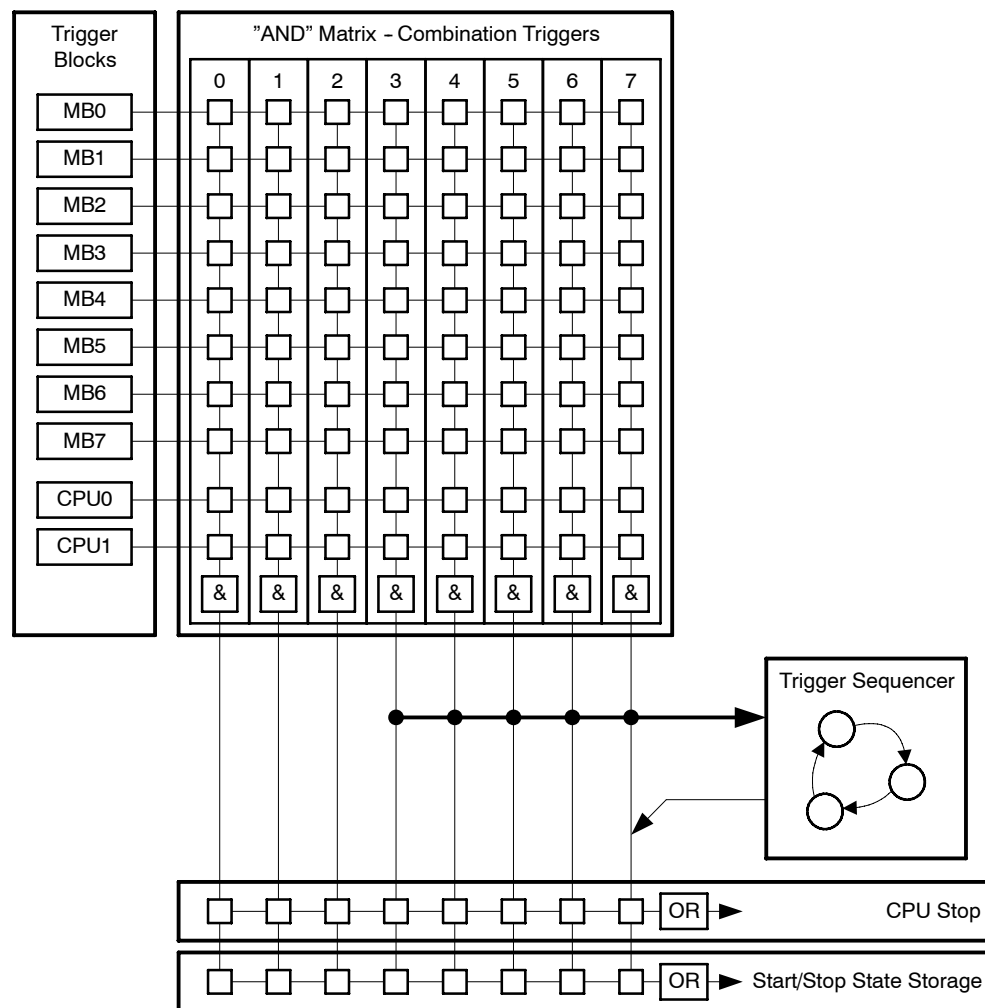 Trigger
Blocks
"AND" Matrix - Combination Triggers
0 1 2 3 4 5 6 7
MB0
MB1
MB2
MB3
MB4
MB5
MB6
MB7
CPU0
CPU1
& & & & & & & &
Trigger Sequencer
OR CPU Stop
OR Start/Stop State Storage